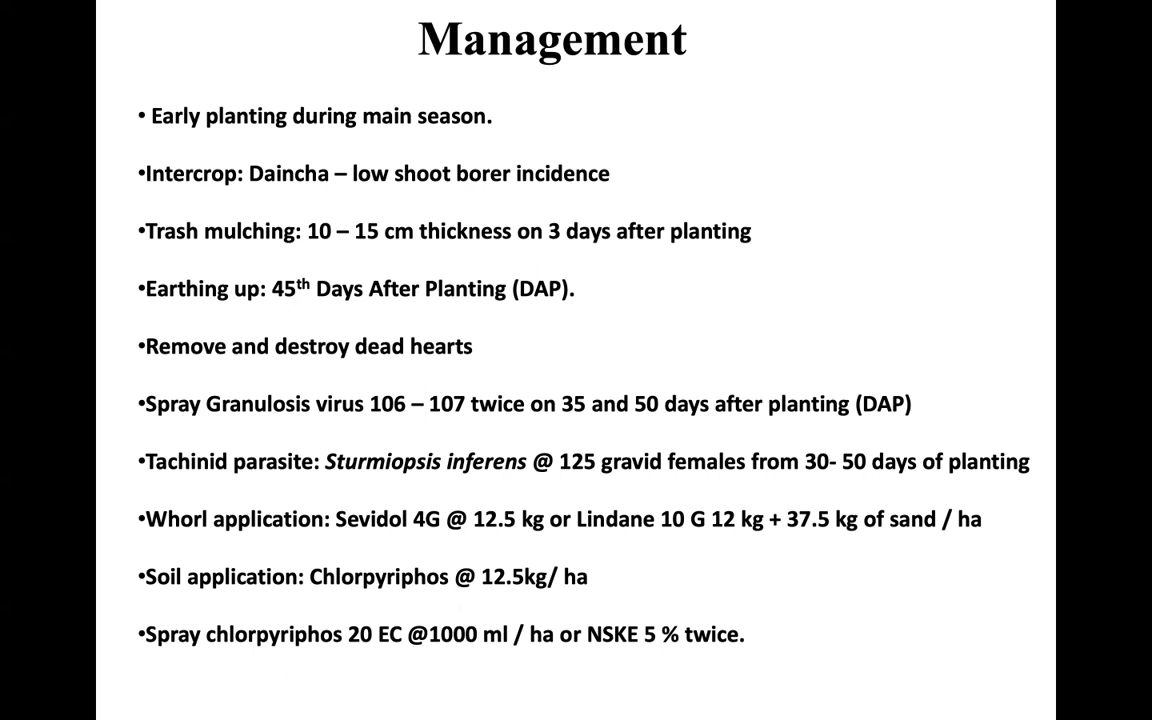 Management
• Early planting during main season.
•Intercrop: Daincha – low shoot borer incidence
•Trash mulching: 10 – 15 cm thickness on 3 days after planting
•Earthing up: 45th Days After Planting (DAP).
•Remove and destroy dead hearts
•Spray Granulosis virus 106 – 107 twice on 35 and 50 days after planting (DAP)
•Tachinid parasite: Sturmiopsis inferens @ 125 gravid females from 30- 50 days of planting
•Whorl application: Sevidol 4G @ 12.5 kg or Lindane 10 G 12 kg + 37.5 kg of sand / ha
•Soil application: Chlorpyriphos @ 12.5kg/ ha
•Spray chlorpyriphos 20 EC @1000 ml / ha or NSKE 5 % twice.